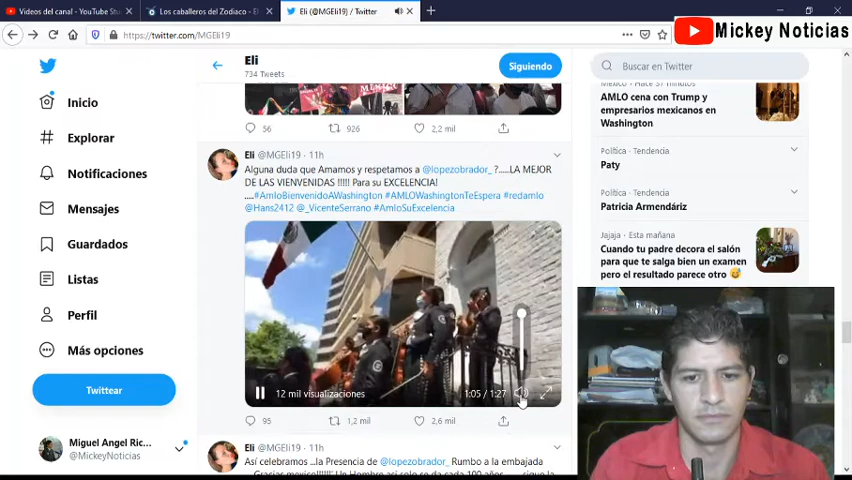 Videos del canal - YouTube Stu
Los caballeros del Zodiaco - El
Eli (@MGEli19) / Twitter
https://twitter.com/MGEli19
Mickey Noticias
Inicio
Explorar
Notificaciones
Mensajes
Guardados
Listas
Perfil
Más opciones
Twittear
Miguel Angel Ric...
@MickeyNoticias
Eli
734 Tweets
Siguiendo
56 926 2,2 mil
Eli @MGEli19 · 11h
Alguna duda que Amamos y respetamos a @lopezobrador_ ?.....LA MEJOR
DE LAS VIENVENIDAS !!!!! Para su EXCELENCIA!
....#AmloBienvenidoAWashington #AMLOWashingtonTeEspera #redamlo
@Hans2412 @_VicenteSerrano #AmloSuExcelencia
12 mil visualizaciones
1:05 / 1:27
95 1,2 mil 2,6 mil
Eli @MGEli19 · 11h
Así celebramos ...la Presencia de @lopezobrador_ Rumbo a la embajada
Buscar en Twitter
México · Hace 37 minutos
AMLO cena con Trump y
empresarios mexicanos en
Washington
Política · Tendencia
Paty
Política · Tendencia
Patricia Armendáriz
Jajaja · Esta mañana
Cuando tu padre decora el salón
para que te salga bien un examen
pero el resultado parece otro